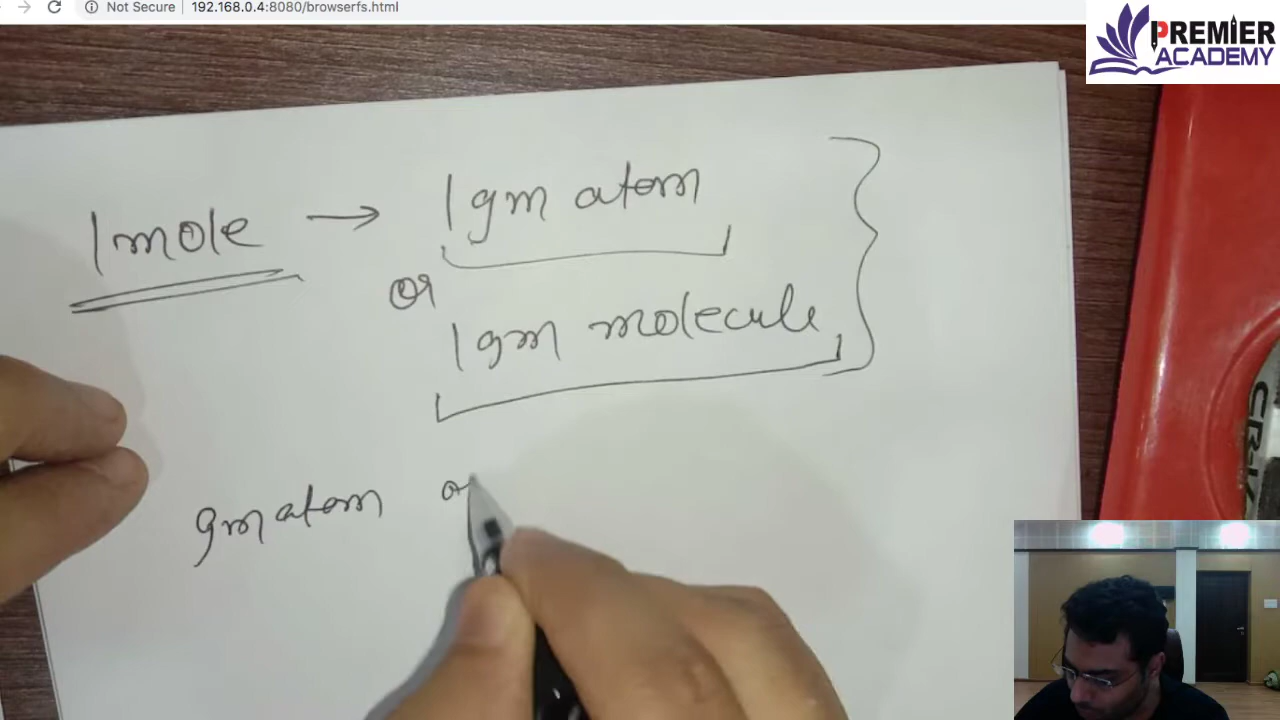 Not Secure 192.168.0.4:8080/browserfs.html
PREMIER
ACADEMY
1 mole → 1 gm atom
or
1 gm molecule
gm atom or